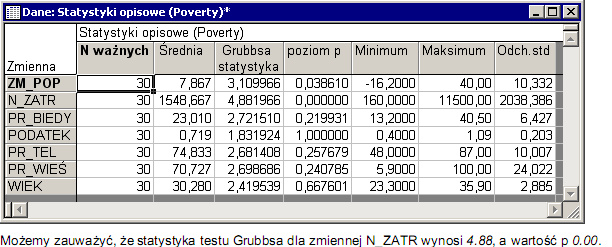 Dane: Statystyki opisowe (Poverty)*
Statystyki opisowe (Poverty)
Zmienna N ważnych Średnia Grubbsa statystyka poziom p Minimum Maksimum Odch.std
ZM_POP 30 7,867 3,109966 0,038610 -16,2000 40,00 10,332
N_ZATR 30 1548,667 4,881966 0,000000 160,0000 11500,00 2038,386
PR_BIEDY 30 23,010 2,721510 0,219931 13,2000 40,50 6,427
PODATEK 30 0,719 1,831924 1,000000 0,4000 1,09 0,203
PR_TEL 30 74,833 2,681408 0,257679 48,0000 87,00 10,007
PR_WIEŚ 30 70,727 2,698686 0,240785 5,9000 100,00 24,022
WIEK 30 30,280 2,419539 0,667601 23,3000 35,90 2,885
Możemy zauważyć, że statystyka testu Grubbsa dla zmiennej N_ZATR wynosi 4.88, a wartość p 0.00.